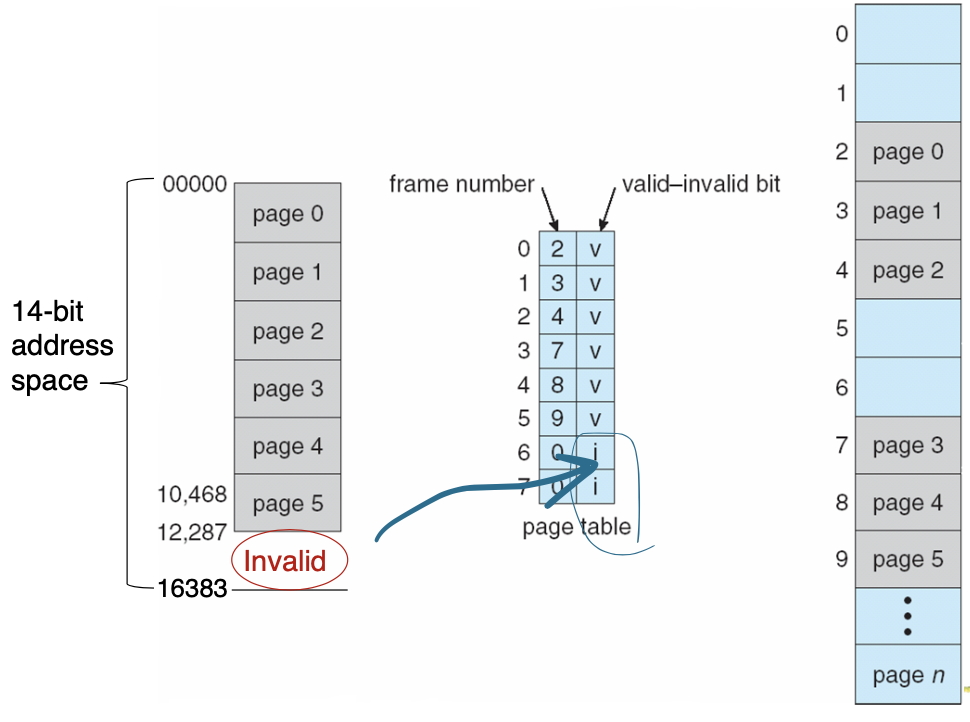 14-bit
address
space
00000
page 0
page 1
page 2
page 3
page 4
10,468
page 5
12,287
Invalid
16383
frame number
valid–invalid bit
0 2 v
1 3 v
2 4 v
3 7 v
4 8 v
5 9 v
6 0 i
7 0 i
page table
0
1
2 page 0
3 page 1
4 page 2
5
6
7 page 3
8 page 4
9 page 5
page n